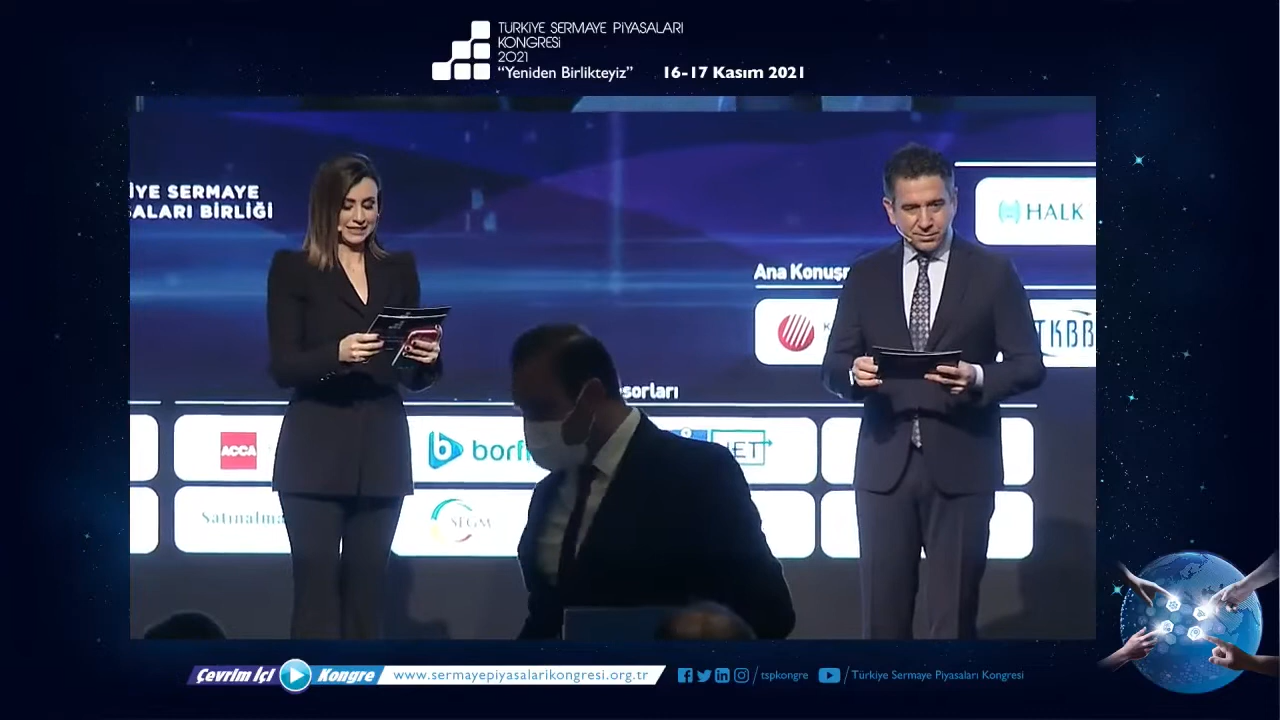 TÜRKİYE SERMAYE PİYASALARI
KONGRESİ
2021
“Yeniden Birlikteyiz” 16-17 Kasım 2021
İYE SERMAYE
SALARI BİRLİĞİ
HALK
Ana Konuşm
TKBB
sorları
ACCA
borfi
ET
Satınalma
SEGM
Çevrim İçi Kongre www.sermayepiyasalarikongresi.org.tr / tspkongre / Türkiye Sermaye Piyasaları Kongresi